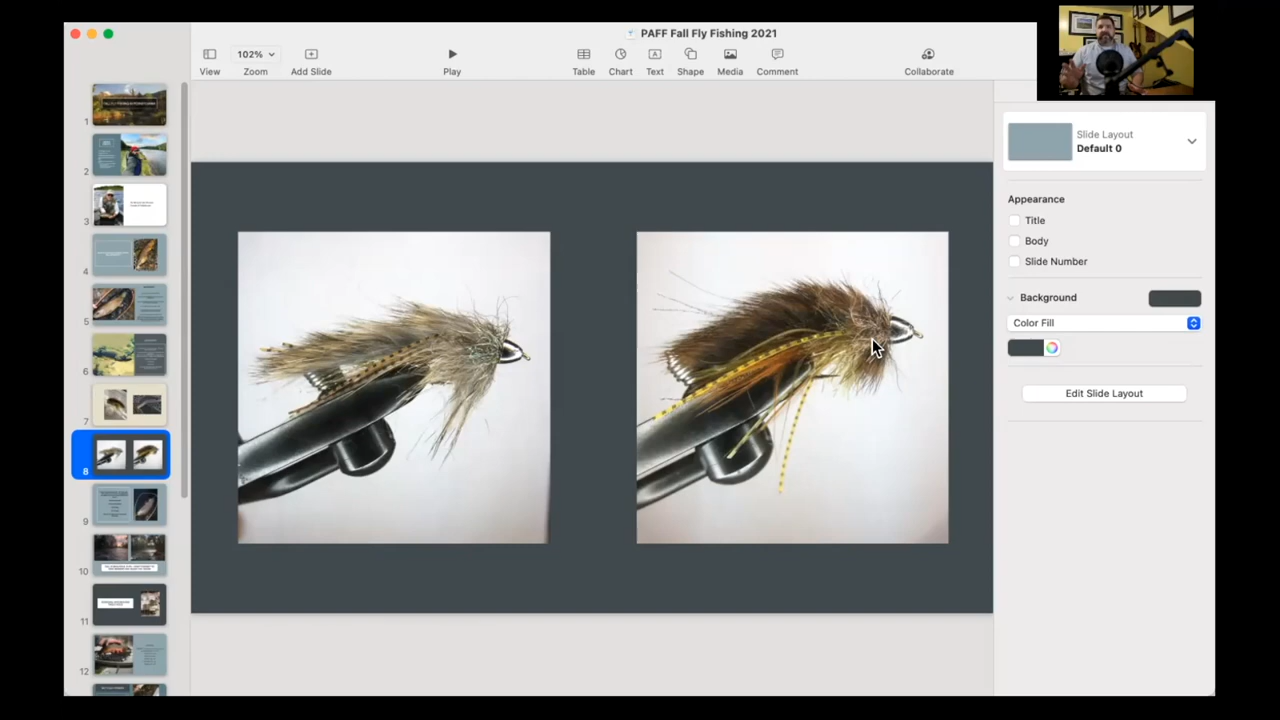 PAFF Fall Fly Fishing 2021
102%
View
Zoom
Add Slide
Play
Table
Chart
Text
Shape
Media
Comment
Collaborate
1
2
3
4
5
6
7
8
9
10
11
12
Slide Layout
Default 0
Appearance
Title
Body
Slide Number
Background
Color Fill
Edit Slide Layout